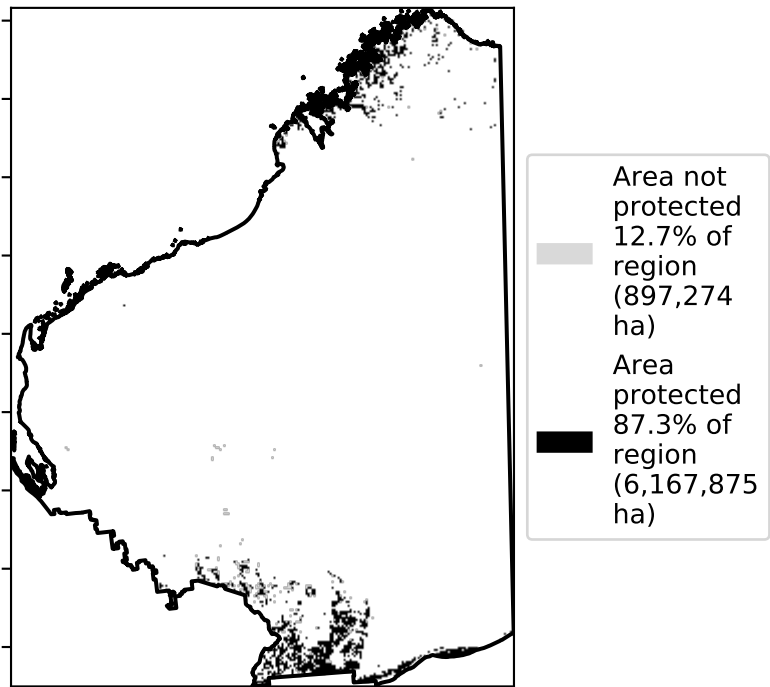 Area not
protected
12.7% of
region
(897,274
ha)
Area
protected
87.3% of
region
(6,167,875
ha)